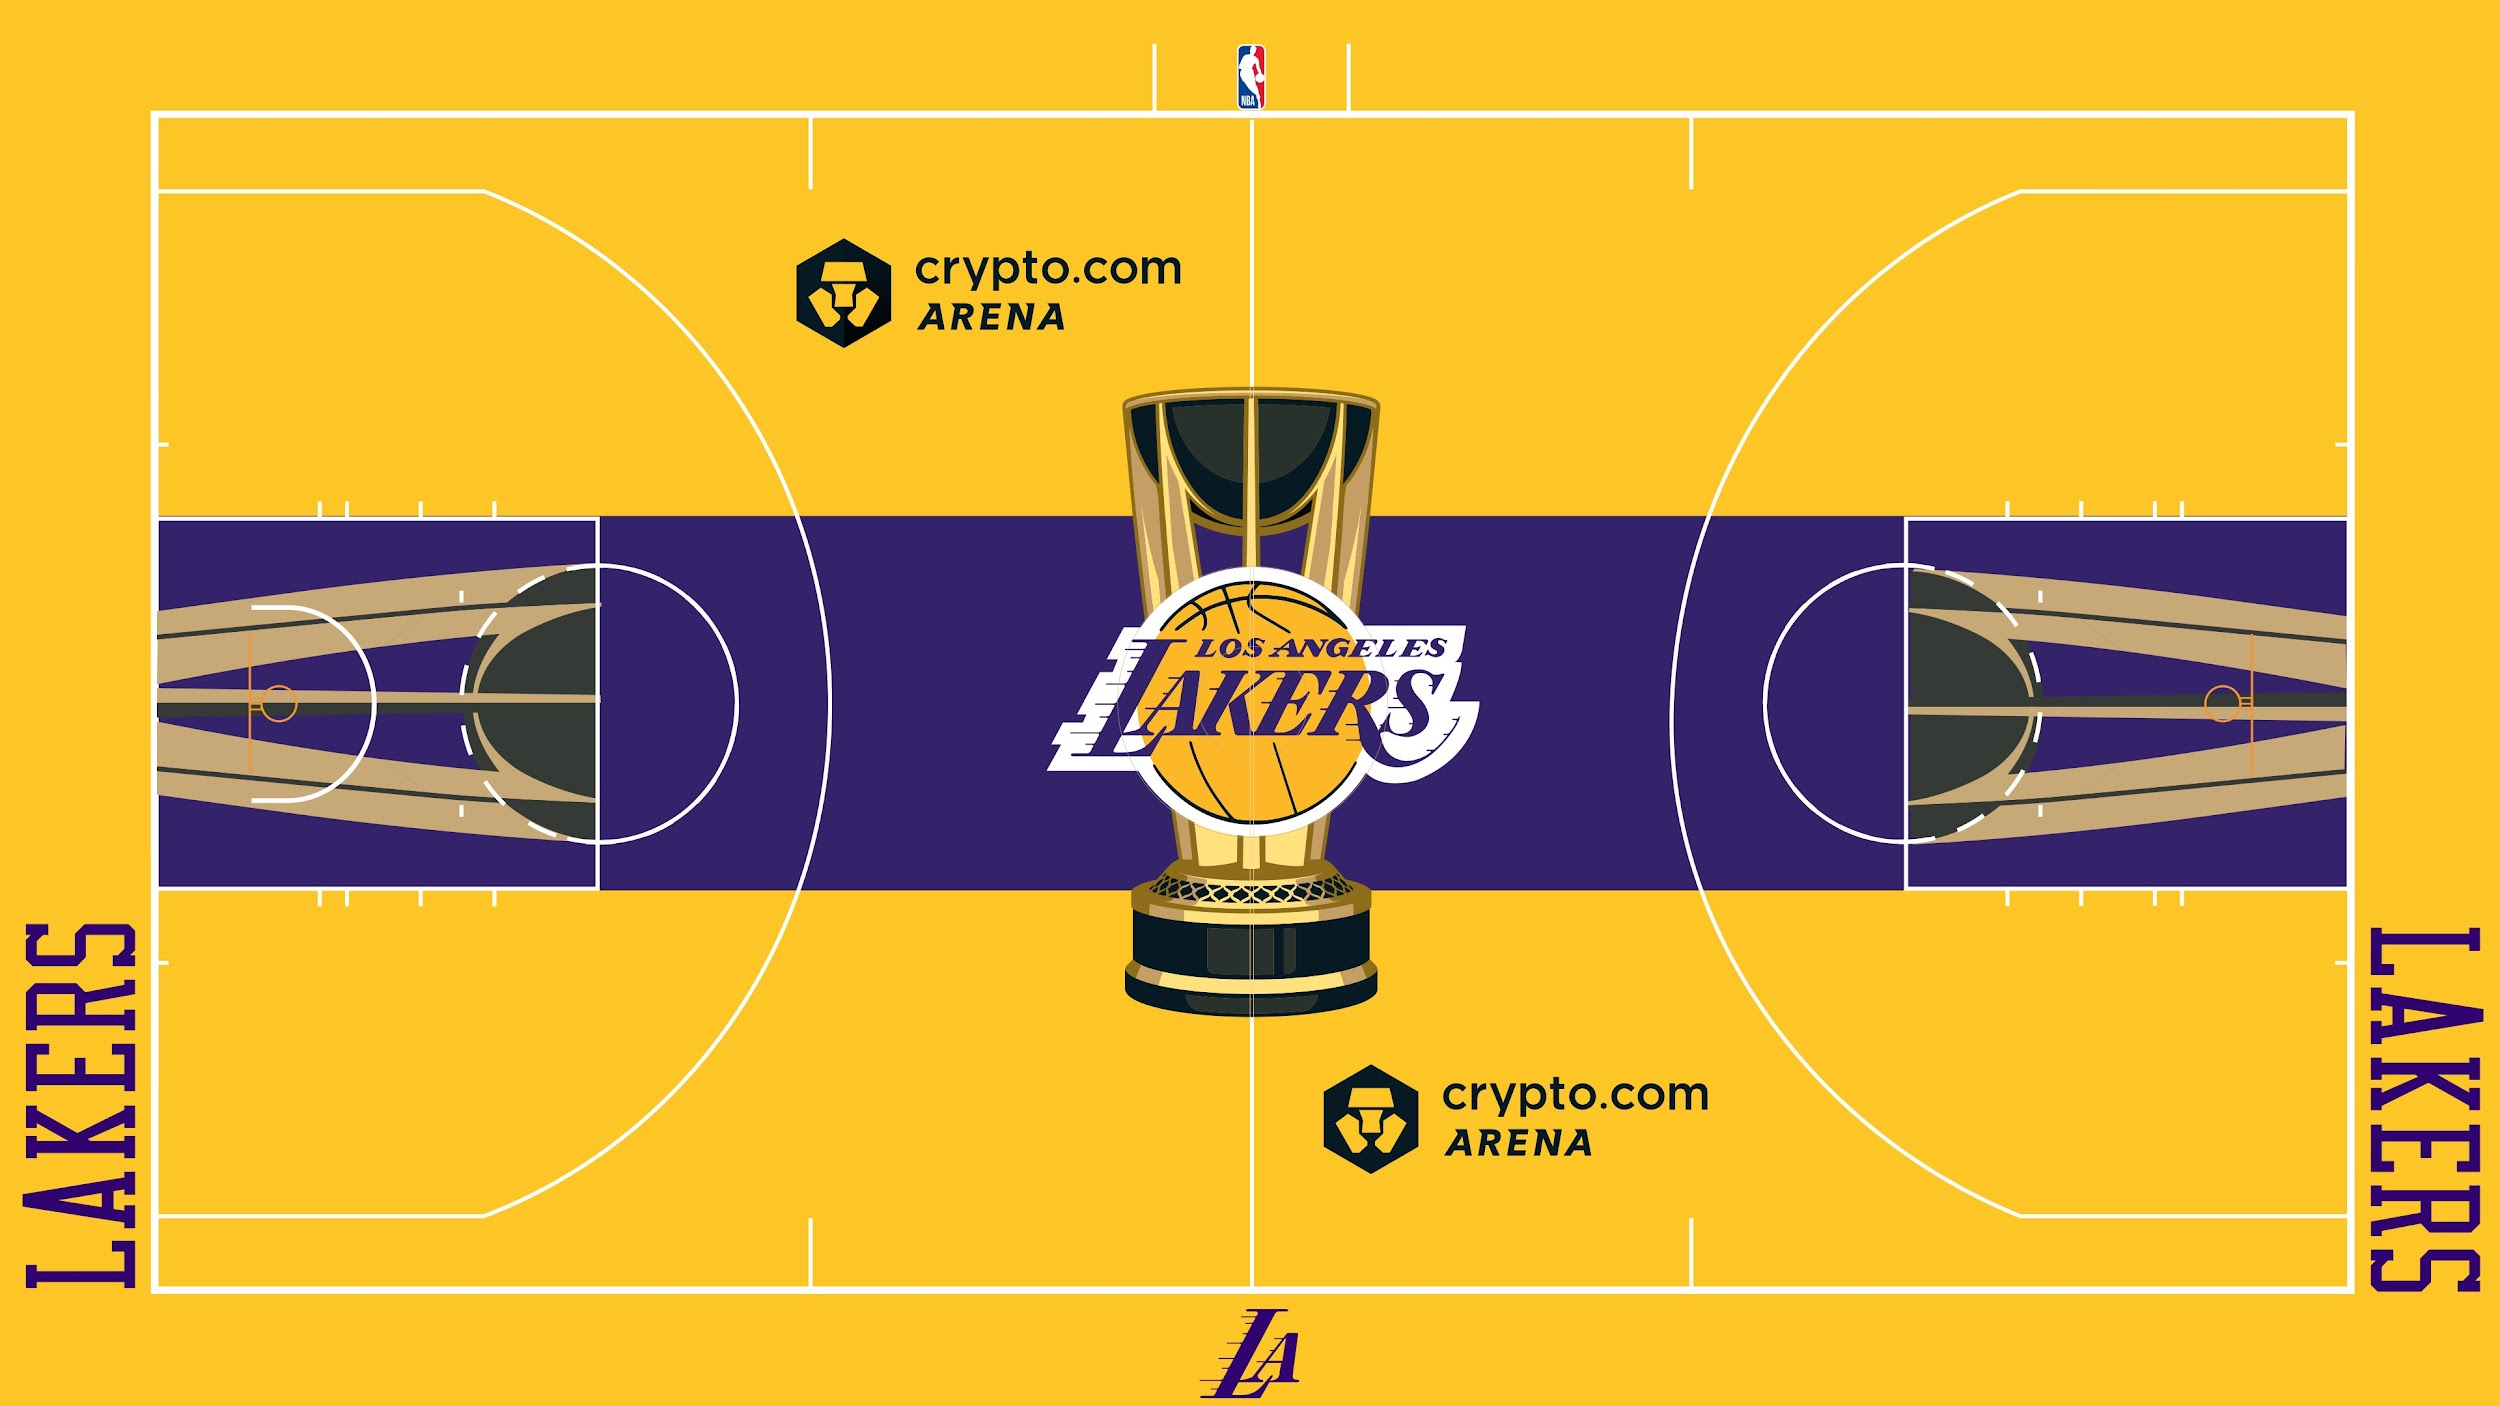 NBA
crypto.com
ARENA
LOS ANGELES
LAKERS
LAKERS
LAKERS
crypto.com
ARENA
LA